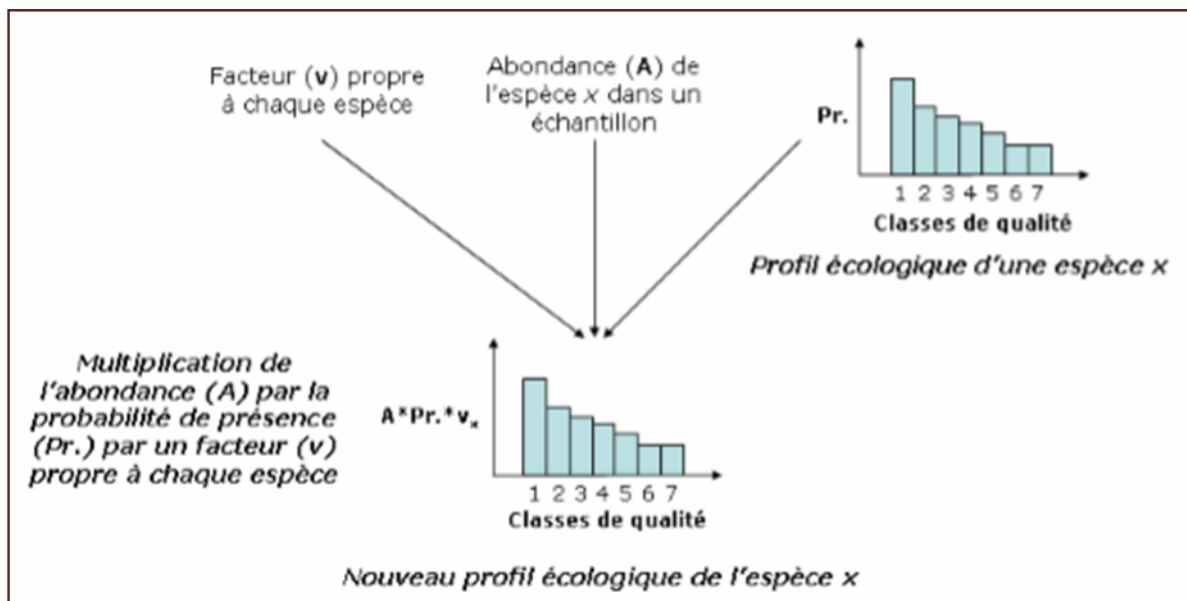 Facteur (v) propre
à chaque espèce
Abondance (A) de
l'espèce x dans un
échantillon
Pr.
1 2 3 4 5 6 7
Classes de qualité
Profil écologique d'une espèce x
Multiplication de
l'abondance (A) par la
probabilité de présence
(Pr.) par un facteur (v)
propre à chaque espèce
A*Pr.*vx
1 2 3 4 5 6 7
Classes de qualité
Nouveau profil écologique de l'espèce x